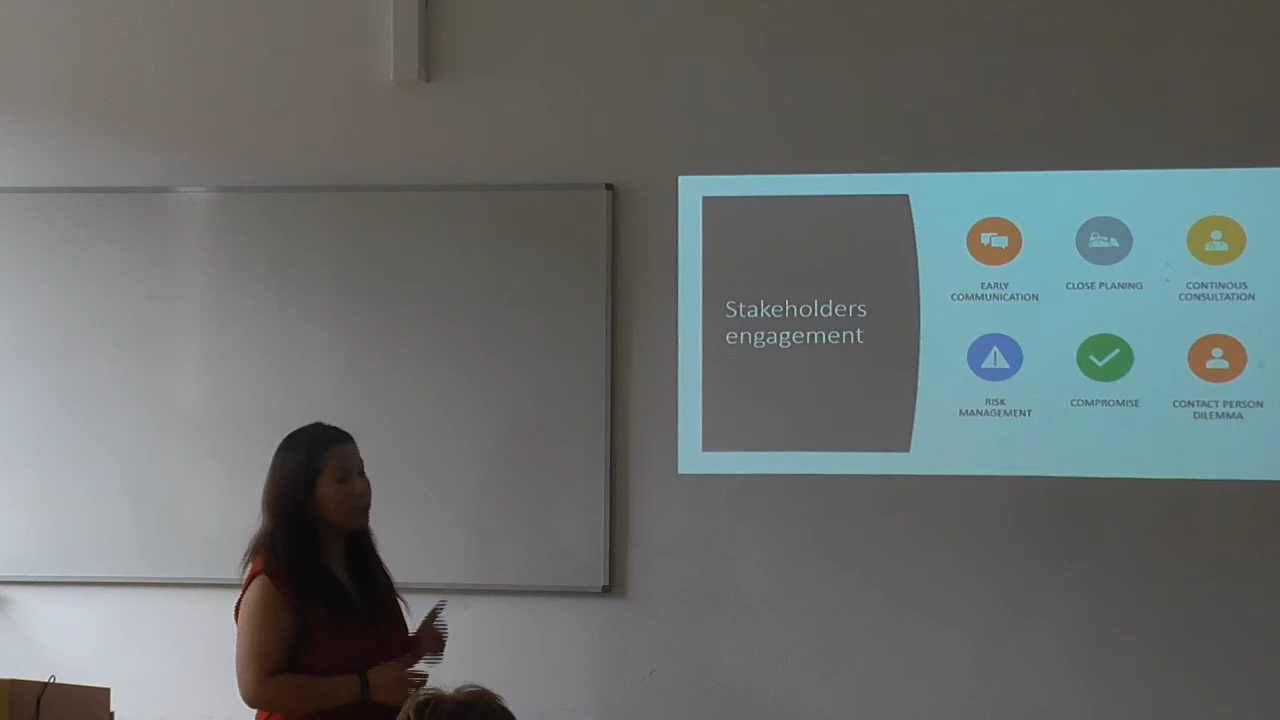 Stakeholders
engagement
EARLY
COMMUNICATION
CLOSE PLANING
CONTINOUS
CONSULTATION
RISK
MANAGEMENT
COMPROMISE
CONTACT PERSON
DILEMMA